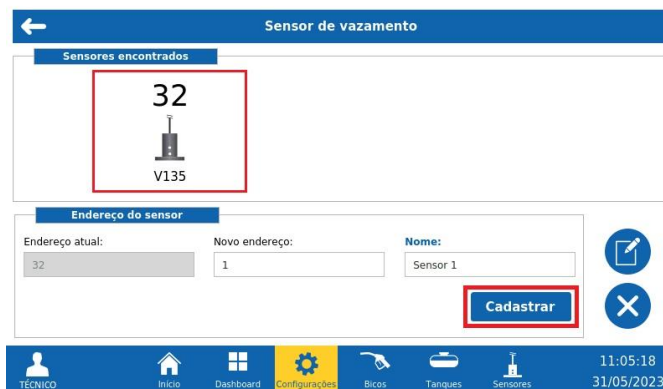 Sensor de vazamento
Sensores encontrados
32
V135
Endereço do sensor
Endereço atual:
Novo endereço:
Nome:
32
1
Sensor 1
Cadastrar
TÉCNICO
Início
Dashboard
Configurações
Bicos
Tanques
Sensores
11:05:18
31/05/2023